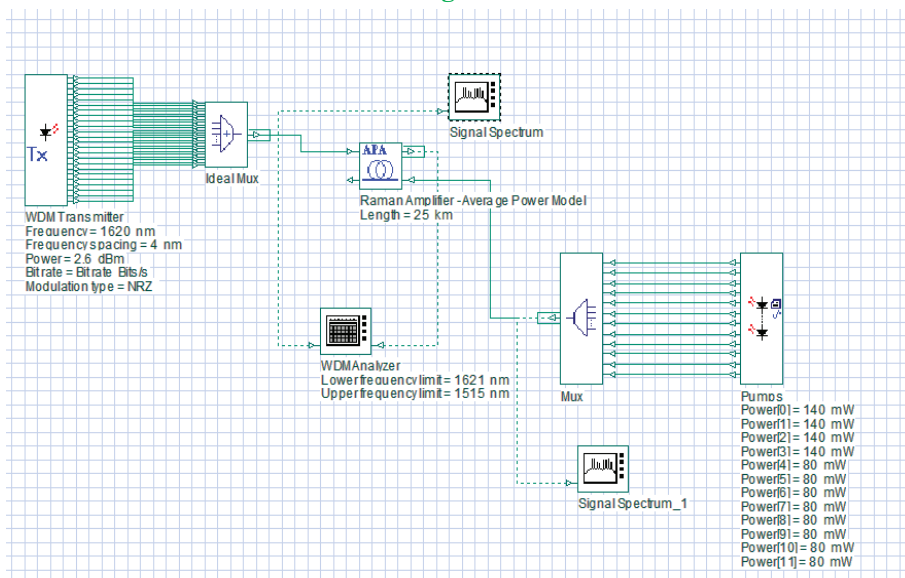 Signal Spectrum
Tx
Ideal Mux
APA
Raman Amplifier - Average Power Model
Length = 25 km
WDM Transmitter
Frequency = 1620 nm
Frequency spacing = 4 nm
Power = 2.6 dBm
Bitrate = Bitrate Bits/s
Modulation type = NRZ
WDM Analyzer
Lower frequency limit = 1621 nm
Upper frequency limit = 1515 nm
Mux
Pumps
Power[0] = 140 mW
Power[1] = 140 mW
Power[2] = 140 mW
Power[3] = 140 mW
Power[4] = 80 mW
Power[5] = 80 mW
Power[6] = 80 mW
Power[7] = 80 mW
Power[8] = 80 mW
Power[9] = 80 mW
Power[10] = 80 mW
Power[11] = 80 mW
Signal Spectrum_1